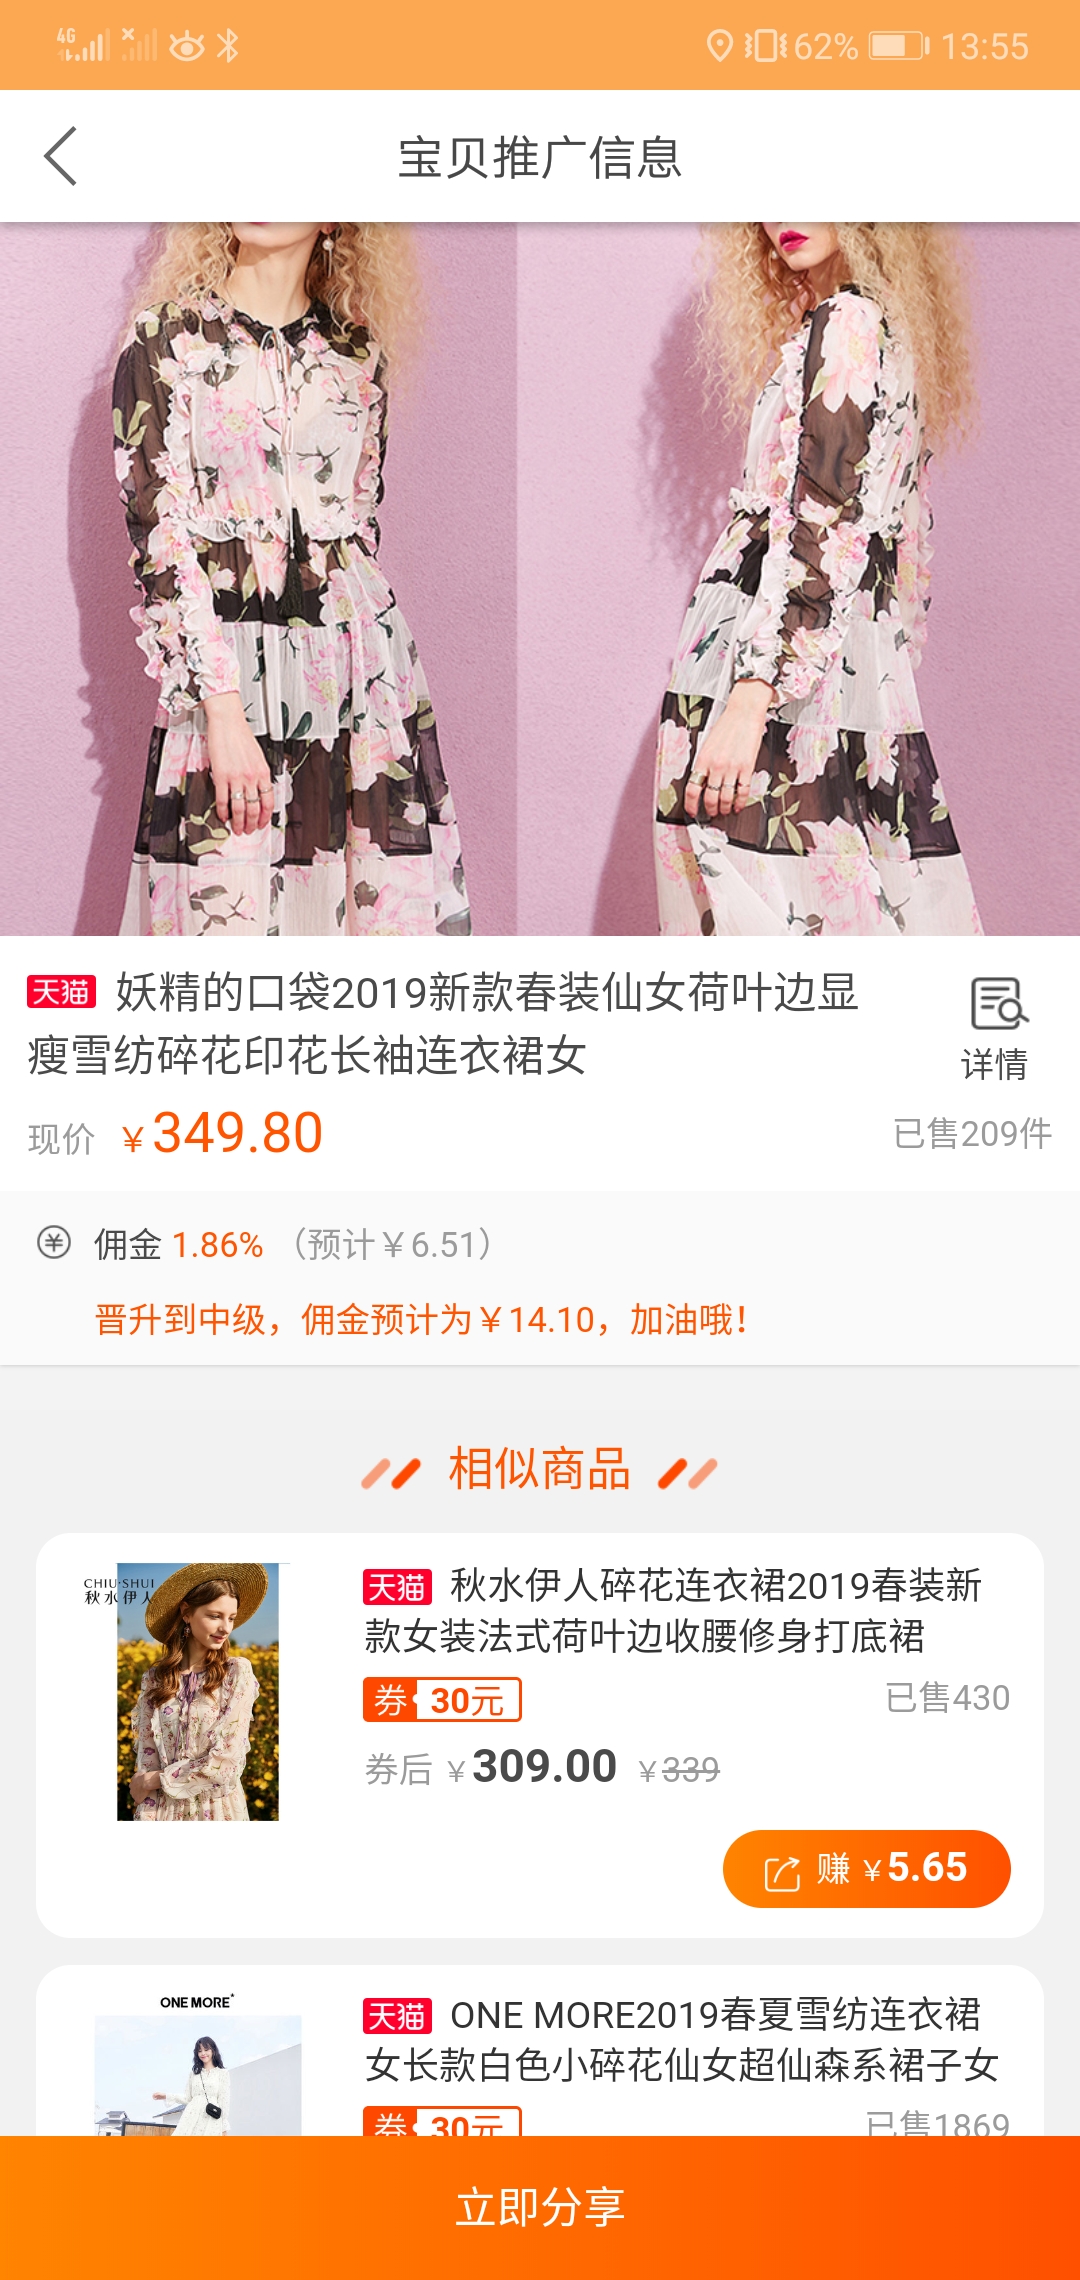 4G 62% 13:55
宝贝推广信息
天猫 妖精的口袋2019新款春装仙女荷叶边显
瘦雪纺碎花印花长袖连衣裙女
详情
现价 ¥349.80 已售209件
佣金 1.86% （预计¥6.51）
晋升到中级，佣金预计为¥14.10，加油哦！
相似商品
CHIU·SHUI
秋水伊人
天猫 秋水伊人碎花连衣裙2019春装新
款女装法式荷叶边收腰修身打底裙
券 30元 已售430
券后 ¥309.00 ¥339
赚 ¥5.65
ONE MORE
天猫 ONE MORE2019春夏雪纺连衣裙
女长款白色小碎花仙女超仙森系裙子女
券 30元 已售1869
立即分享